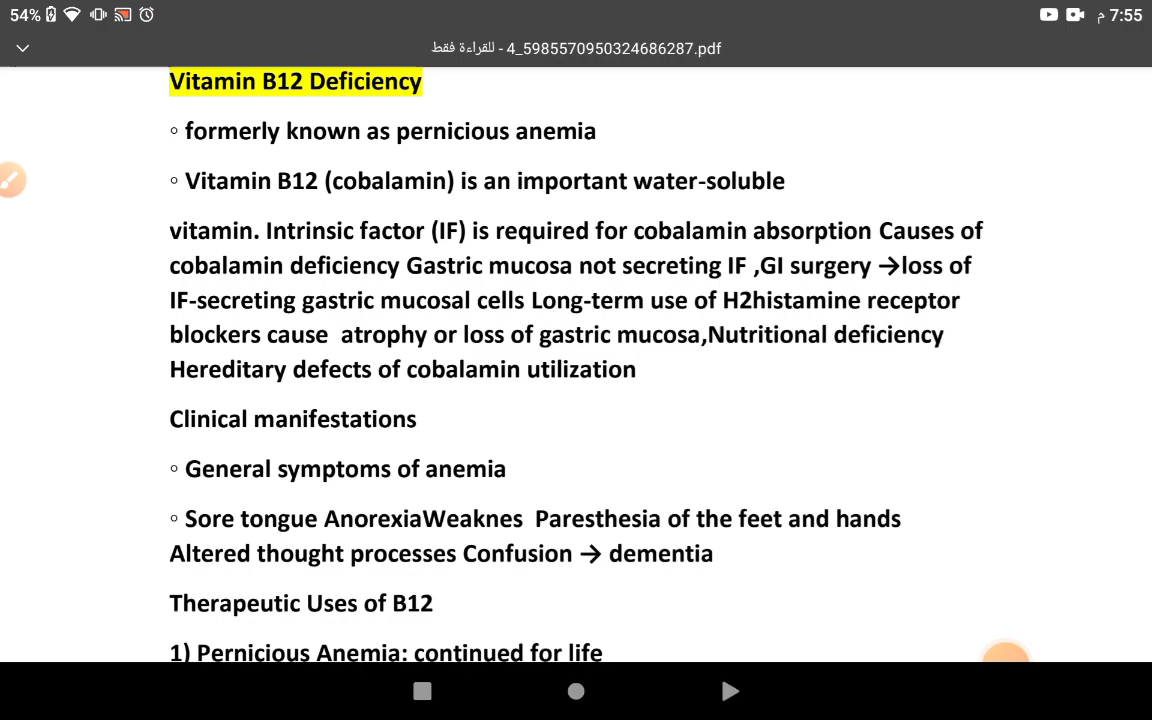 54%
م 7:55
4_5985570950324686287.pdf - للقراءة فقط
Vitamin B12 Deficiency
◦ formerly known as pernicious anemia
◦ Vitamin B12 (cobalamin) is an important water-soluble
vitamin. Intrinsic factor (IF) is required for cobalamin absorption Causes of
cobalamin deficiency Gastric mucosa not secreting IF ,GI surgery →loss of
IF-secreting gastric mucosal cells Long-term use of H2histamine receptor
blockers cause  atrophy or loss of gastric mucosa,Nutritional deficiency
Hereditary defects of cobalamin utilization
Clinical manifestations
◦ General symptoms of anemia
◦ Sore tongue AnorexiaWeaknes  Paresthesia of the feet and hands
Altered thought processes Confusion → dementia
Therapeutic Uses of B12
1) Pernicious Anemia: continued for life